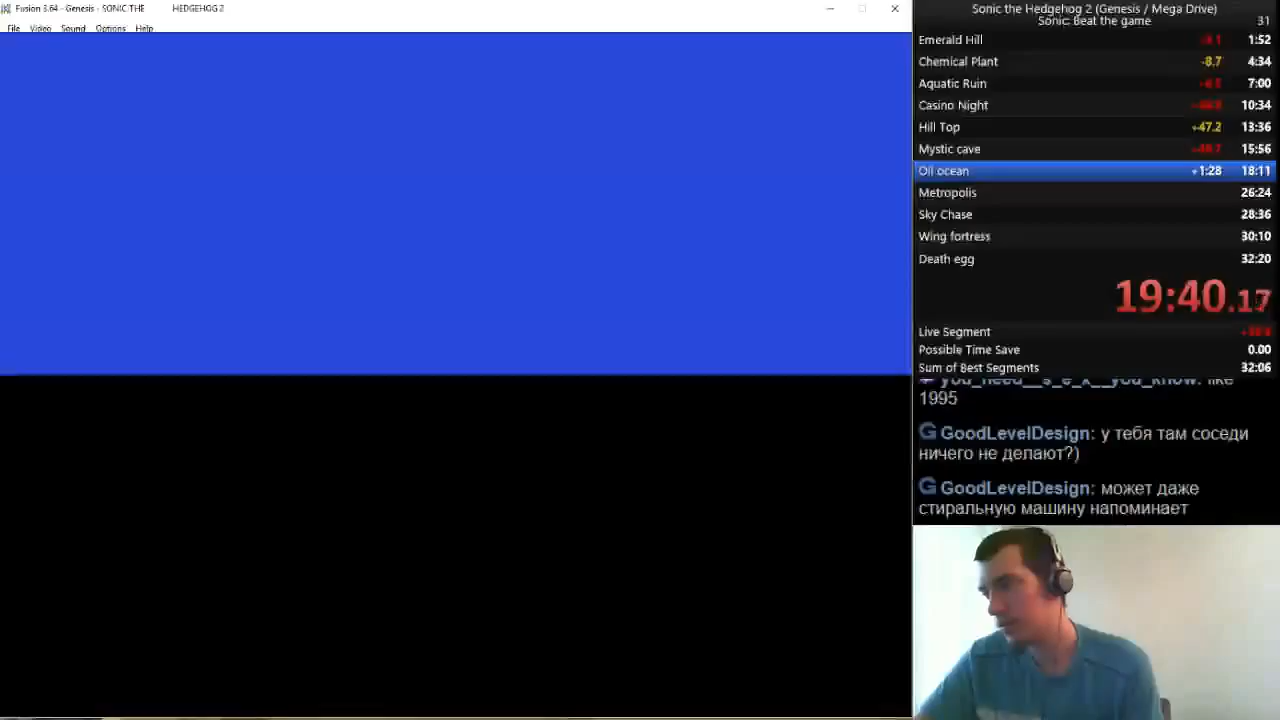 Fusion 3.64 - Genesis - SONIC THE HEDGEHOG 2
File Video Sound Options Help
Sonic the Hedgehog 2 (Genesis / Mega Drive)
Sonic: Beat the game 31
Emerald Hill 1:52
Chemical Plant -8.7 4:34
Aquatic Ruin 7:00
Casino Night 10:34
Hill Top +47.2 13:36
Mystic cave 15:56
Oil ocean +1:28 18:11
Metropolis 26:24
Sky Chase 28:36
Wing fortress 30:10
Death egg 32:20
19:40.17
Live Segment
Possible Time Save 0.00
Sum of Best Segments 32:06
you_need__s_e_x__you_know: like
1995
GoodLevelDesign: у тебя там соседи
ничего не делают?)
GoodLevelDesign: может даже
стиральную машину напоминает